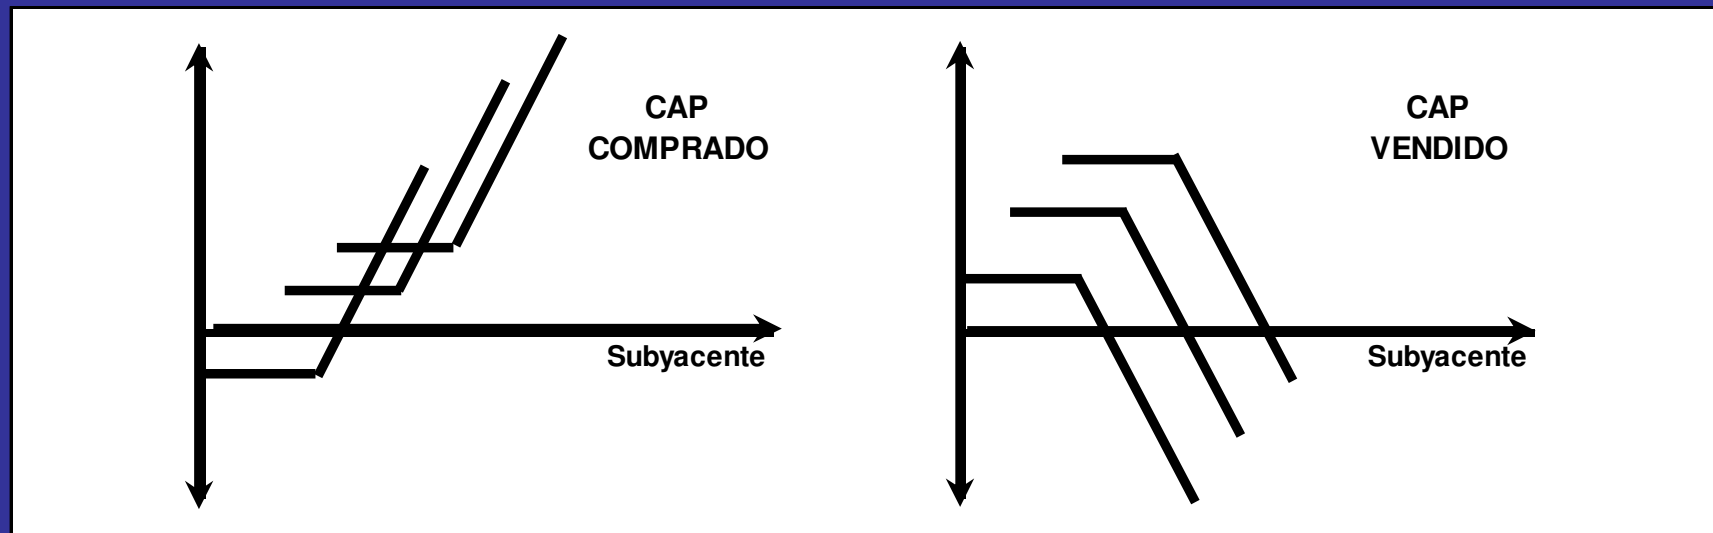 CAP
COMPRADO
Subyacente
CAP
VENDIDO
Subyacente